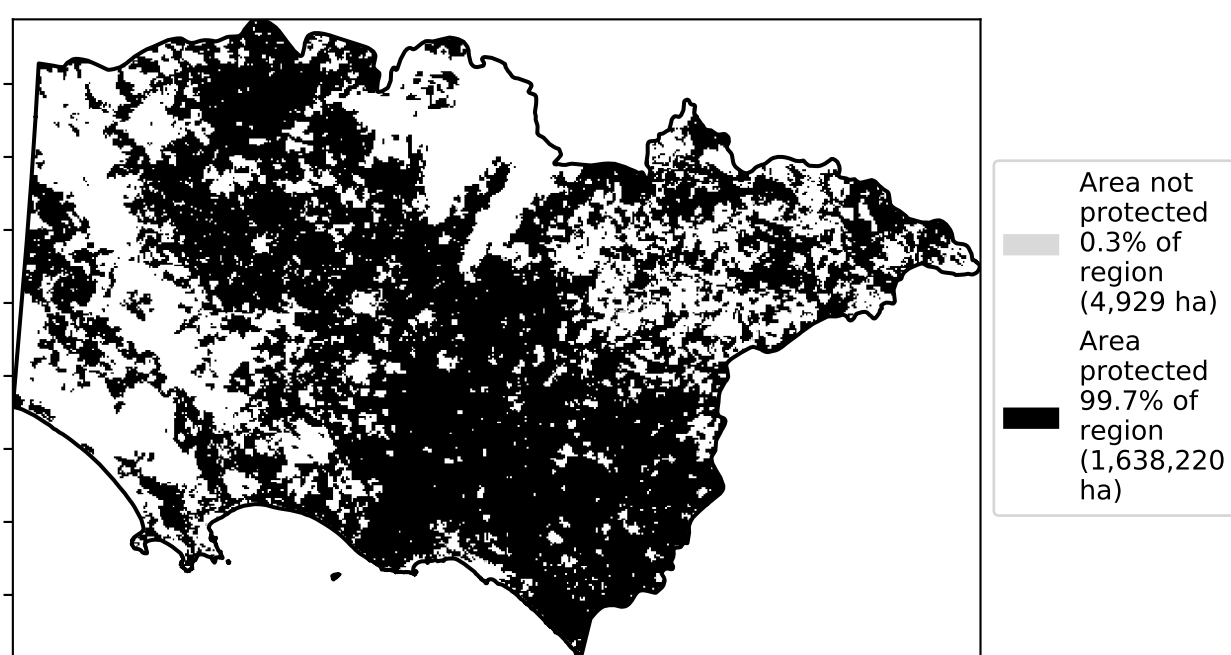 Area not
protected
0.3% of
region
(4,929 ha)
Area
protected
99.7% of
region
(1,638,220
ha)